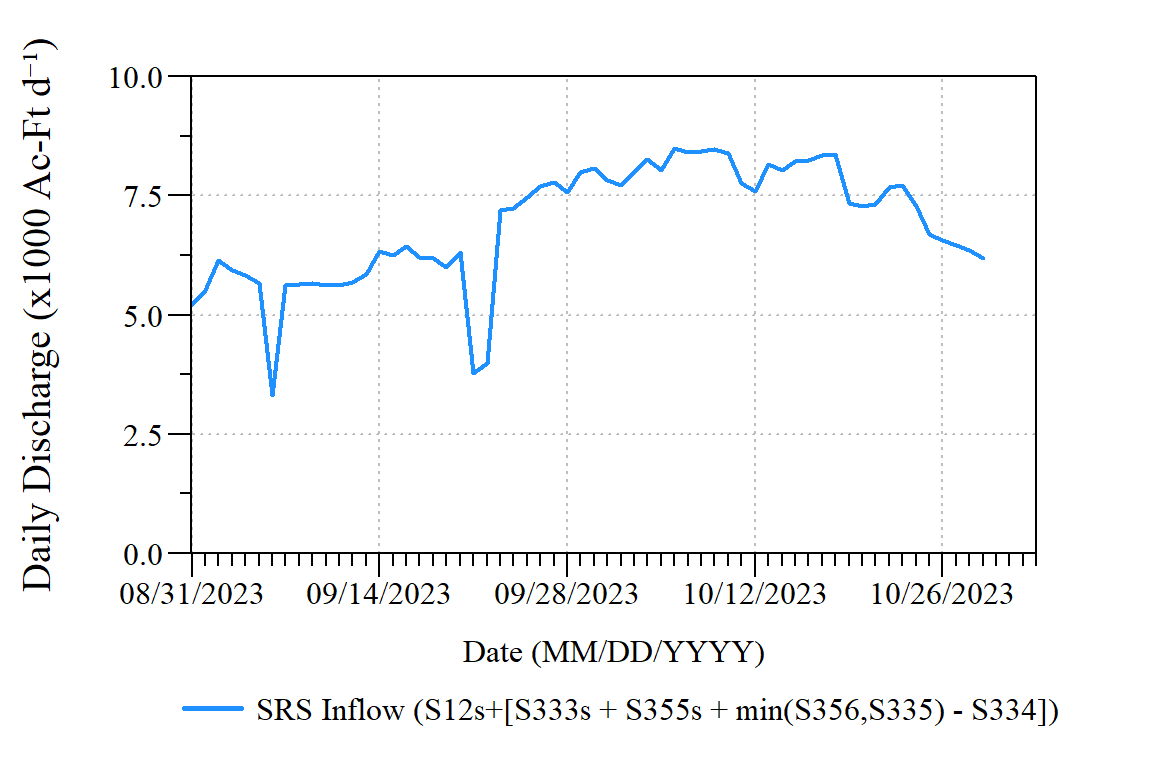 Daily Discharge (x1000 Ac-Ft d⁻¹)
10.0
7.5
5.0
2.5
0.0
08/31/2023 09/14/2023 09/28/2023 10/12/2023 10/26/2023
Date (MM/DD/YYYY)
SRS Inflow (S12s+[S333s + S355s + min(S356,S335) - S334])